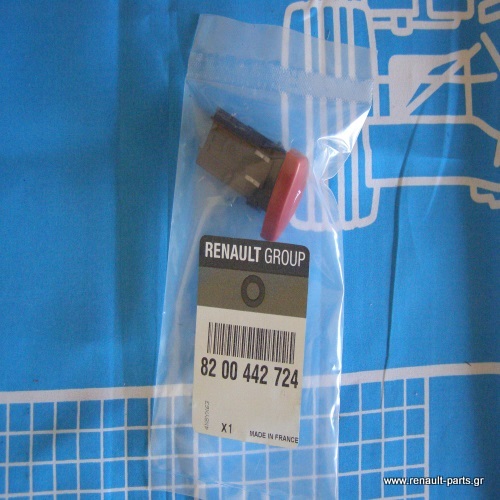 RENAULT GROUP
82 00 442 724
X1
MADE IN FRANCE
www.renault-parts.gr